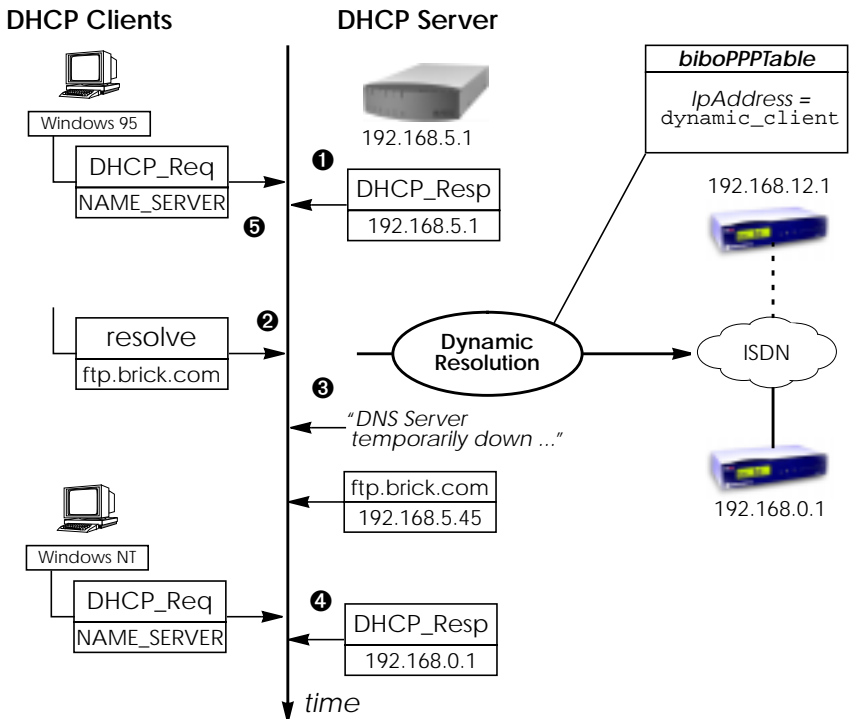 DHCP Clients
DHCP Server
biboPPPTable
IpAddress =
dynamic_client
Windows 95
192.168.5.1
❶
DHCP_Req
NAME_SERVER
DHCP_Resp
192.168.5.1
192.168.12.1
❺
❷
resolve
ftp.brick.com
Dynamic
Resolution
ISDN
❸
"DNS Server
temporarily down ..."
ftp.brick.com
192.168.5.45
192.168.0.1
Windows NT
DHCP_Req
NAME_SERVER
❹
DHCP_Resp
192.168.0.1
time